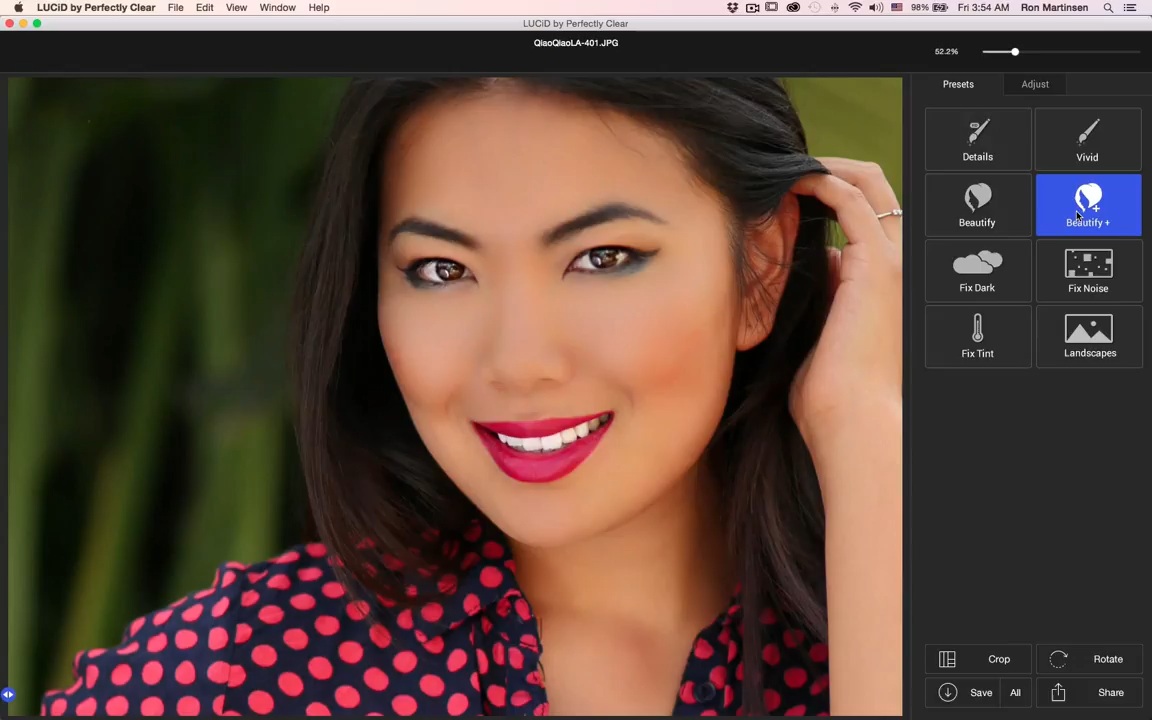 LUCiD by Perfectly Clear File Edit View Window Help 98% Fri 3:54 AM Ron Martinsen
LUCiD by Perfectly Clear
QiaoQiaoLA-401.JPG
52.2%
Presets Adjust
Details Vivid
Beautify Beautify +
Fix Dark Fix Noise
Fix Tint Landscapes
Crop Rotate
Save All Share